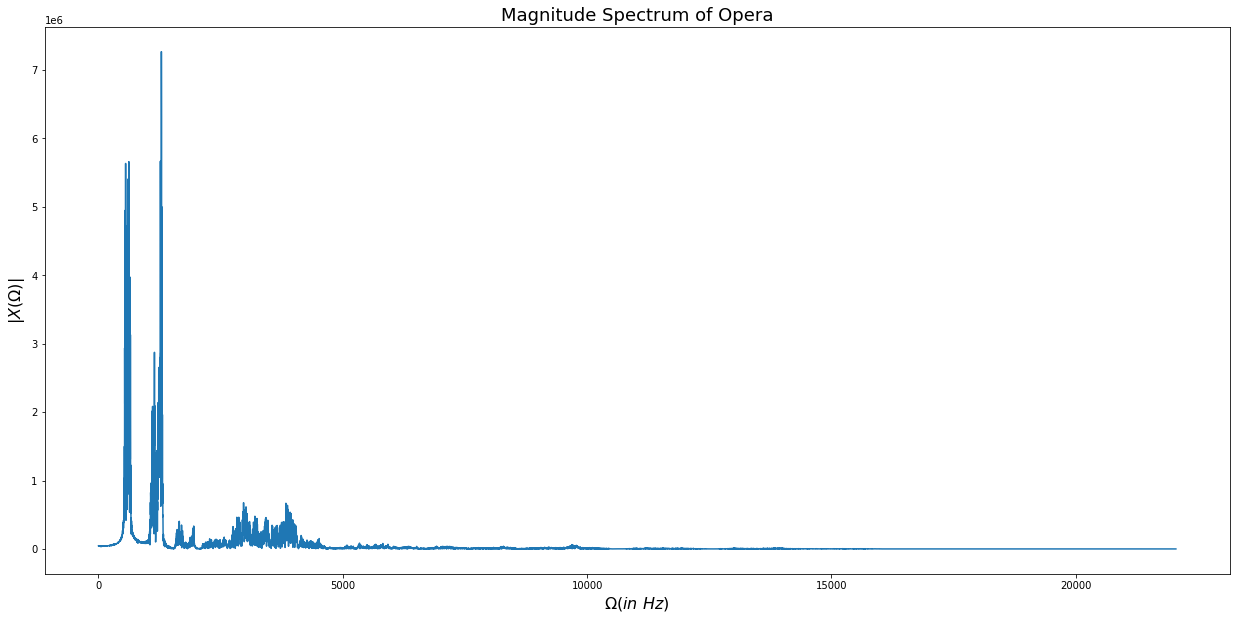 Magnitude Spectrum of Opera
1e6
7
6
5
4
3
2
1
0
|X(Ω)|
0 5000 10000 15000 20000
Ω(in Hz)